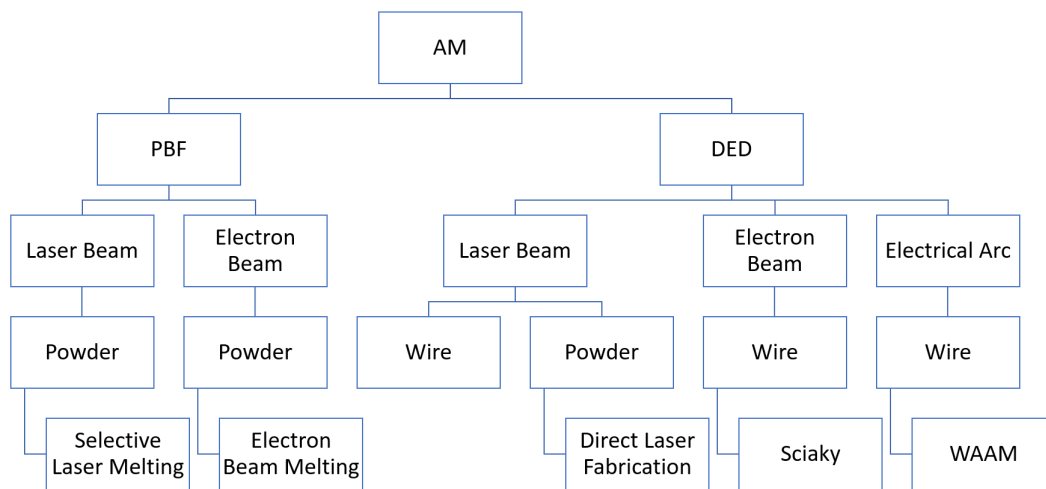 AM
PBF
DED
Laser Beam
Electron
Beam
Laser Beam
Electron
Beam
Electrical Arc
Powder
Powder
Wire
Powder
Wire
Wire
Selective
Laser Melting
Electron
Beam Melting
Direct Laser
Fabrication
Sciaky
WAAM